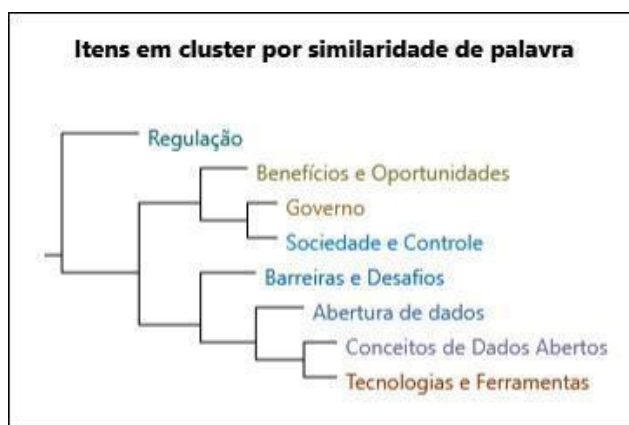 Itens em cluster por similaridade de palavra
Regulação
Benefícios e Oportunidades
Governo
Sociedade e Controle
Barreiras e Desafios
Abertura de dados
Conceitos de Dados Abertos
Tecnologias e Ferramentas